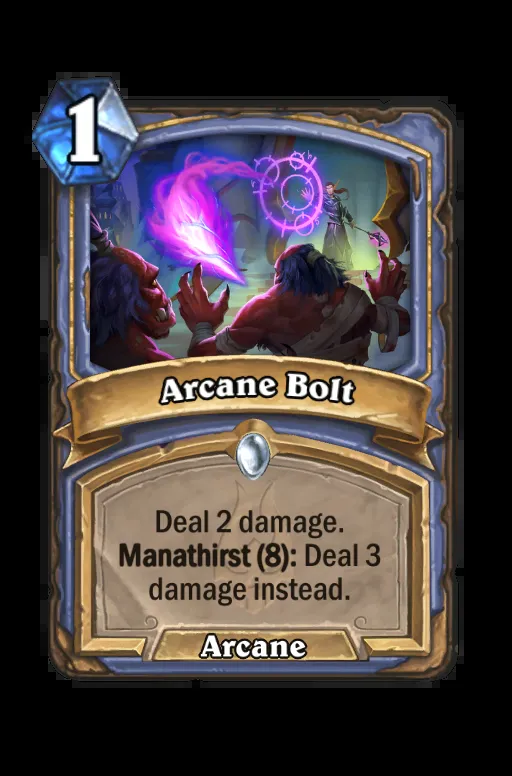 1
Arcane Bolt
Deal 2 damage.
Manathirst (8): Deal 3
damage instead.
Arcane